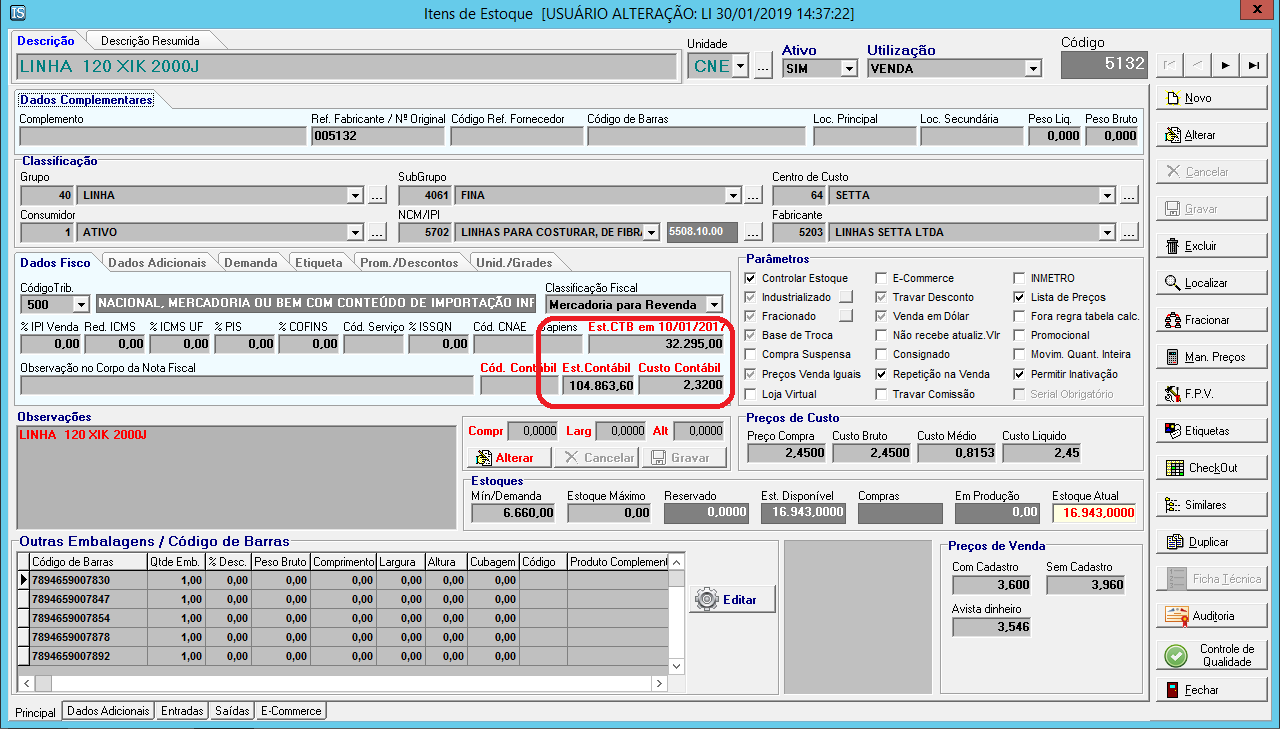 IS Itens de Estoque [USUÁRIO ALTERAÇÃO: LI 30/01/2019 14:37:22] x
Descrição Descrição Resumida
Unidade Ativo Utilização Código
LINHA 120 XIK 2000J CNE ... SIM VENDA 5132
Dados Complementares
Complemento Ref. Fabricante / Nº Original Código Ref. Fornecedor Código de Barras Loc. Principal Loc. Secundária Peso Liq. Peso Bruto
005132 0,000 0,000
Classificação
Grupo SubGrupo Centro de Custo
40 LINHA ... 4061 FINA ... 64 SETTA ...
Consumidor NCM/IPI Fabricante
1 ATIVO ... 5702 LINHAS PARA COSTURAR, DE FIBRA 5508.10.00 ... 5203 LINHAS SETTA LTDA ...
Dados Fisco Dados Adicionais Demanda Etiqueta Prom./Descontos Unid./Grades
CódigoTrib. Classificação Fiscal
500 NACIONAL, MERCADORIA OU BEM COM CONTEÚDO DE IMPORTAÇÃO INF Mercadoria para Revenda
% IPI Venda Red. ICMS % ICMS UF % PIS % COFINS Cód. Serviço % ISSQN Cód. CNAE Sapiens Est.CTB em 10/01/2017
0,00 0,00 0,00 0,00 0,00 0,00 32.295,00
Observação no Corpo da Nota Fiscal Cód. Contábil Est.Contábil Custo Contábil
104.863,60 2,3200
Parâmetros
Controlar Estoque E-Commerce INMETRO
Industrializado Travar Desconto Lista de Preços
Fracionado Venda em Dólar Fora regra tabela calc.
Base de Troca Não recebe atualiz.Vlr Promocional
Compra Suspensa Consignado Movim. Quant. Inteira
Preços Venda Iguais Repetição na Venda Permitir Inativação
Loja Virtual Travar Comissão Serial Obrigatório
Observações
LINHA 120 XIK 2000J
Compr 0,0000 Larg 0,0000 Alt 0,0000
Alterar Cancelar Gravar
Preços de Custo
Preço Compra Custo Bruto Custo Médio Custo Liquido
2,4500 2,4500 0,8153 2,45
Estoques
Mín/Demanda Estoque Máximo Reservado Est. Disponível Compras Em Produção Estoque Atual
6.660,00 0,00 0,0000 16.943,0000 0,00 16.943,0000
Outras Embalagens / Código de Barras
Código de Barras Qtde Emb. % Desc. Peso Bruto Comprimento Largura Altura Cubagem Código Produto Complement
7894659007830 1,00 0,00 0,00 0,00 0,00 0,00 0,00
7894659007847 1,00 0,00 0,00 0,00 0,00 0,00 0,00
7894659007854 1,00 0,00 0,00 0,00 0,00 0,00 0,00
7894659007878 1,00 0,00 0,00 0,00 0,00 0,00 0,00
7894659007892 1,00 0,00 0,00 0,00 0,00 0,00 0,00
Editar
Preços de Venda
Com Cadastro Sem Cadastro
3,600 3,960
Avista dinheiro
3,546
Principal Dados Adicionais Entradas Saídas E-Commerce
Novo
Alterar
Cancelar
Gravar
Excluir
Localizar
Fracionar
Man. Preços
F.P.V.
Etiquetas
CheckOut
Similares
Duplicar
Ficha Técnica
Auditoria
Controle de
Qualidade
Fechar